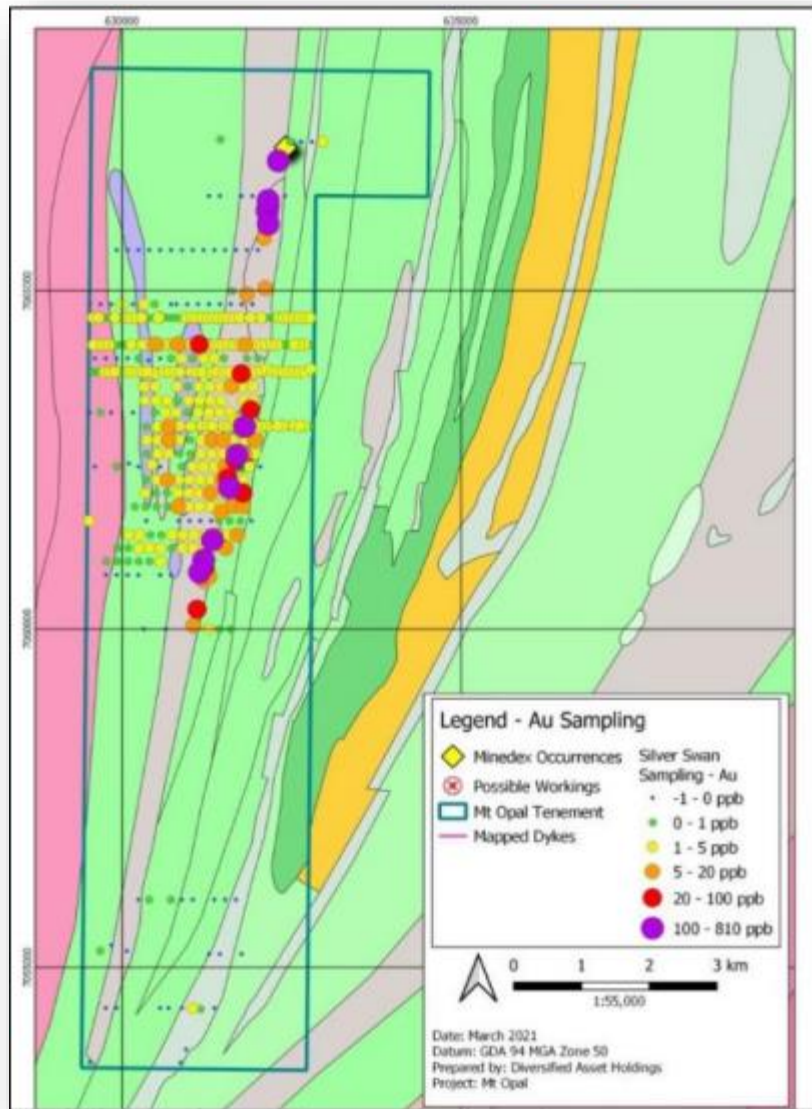 630000
635000
7065000
7060000
7055000
Legend - Au Sampling
Minedex Occurrences
Possible Workings
Mt Opal Tenement
Mapped Dykes
Silver Swan
Sampling - Au
-1 - 0 ppb
0 - 1 ppb
1 - 5 ppb
5 - 20 ppb
20 - 100 ppb
100 - 810 ppb
0 1 2 3 km
1:55,000
Date: March 2021
Datum: GDA 94 MGA Zone 50
Prepared by: Diversified Asset Holdings
Project: Mt Opal